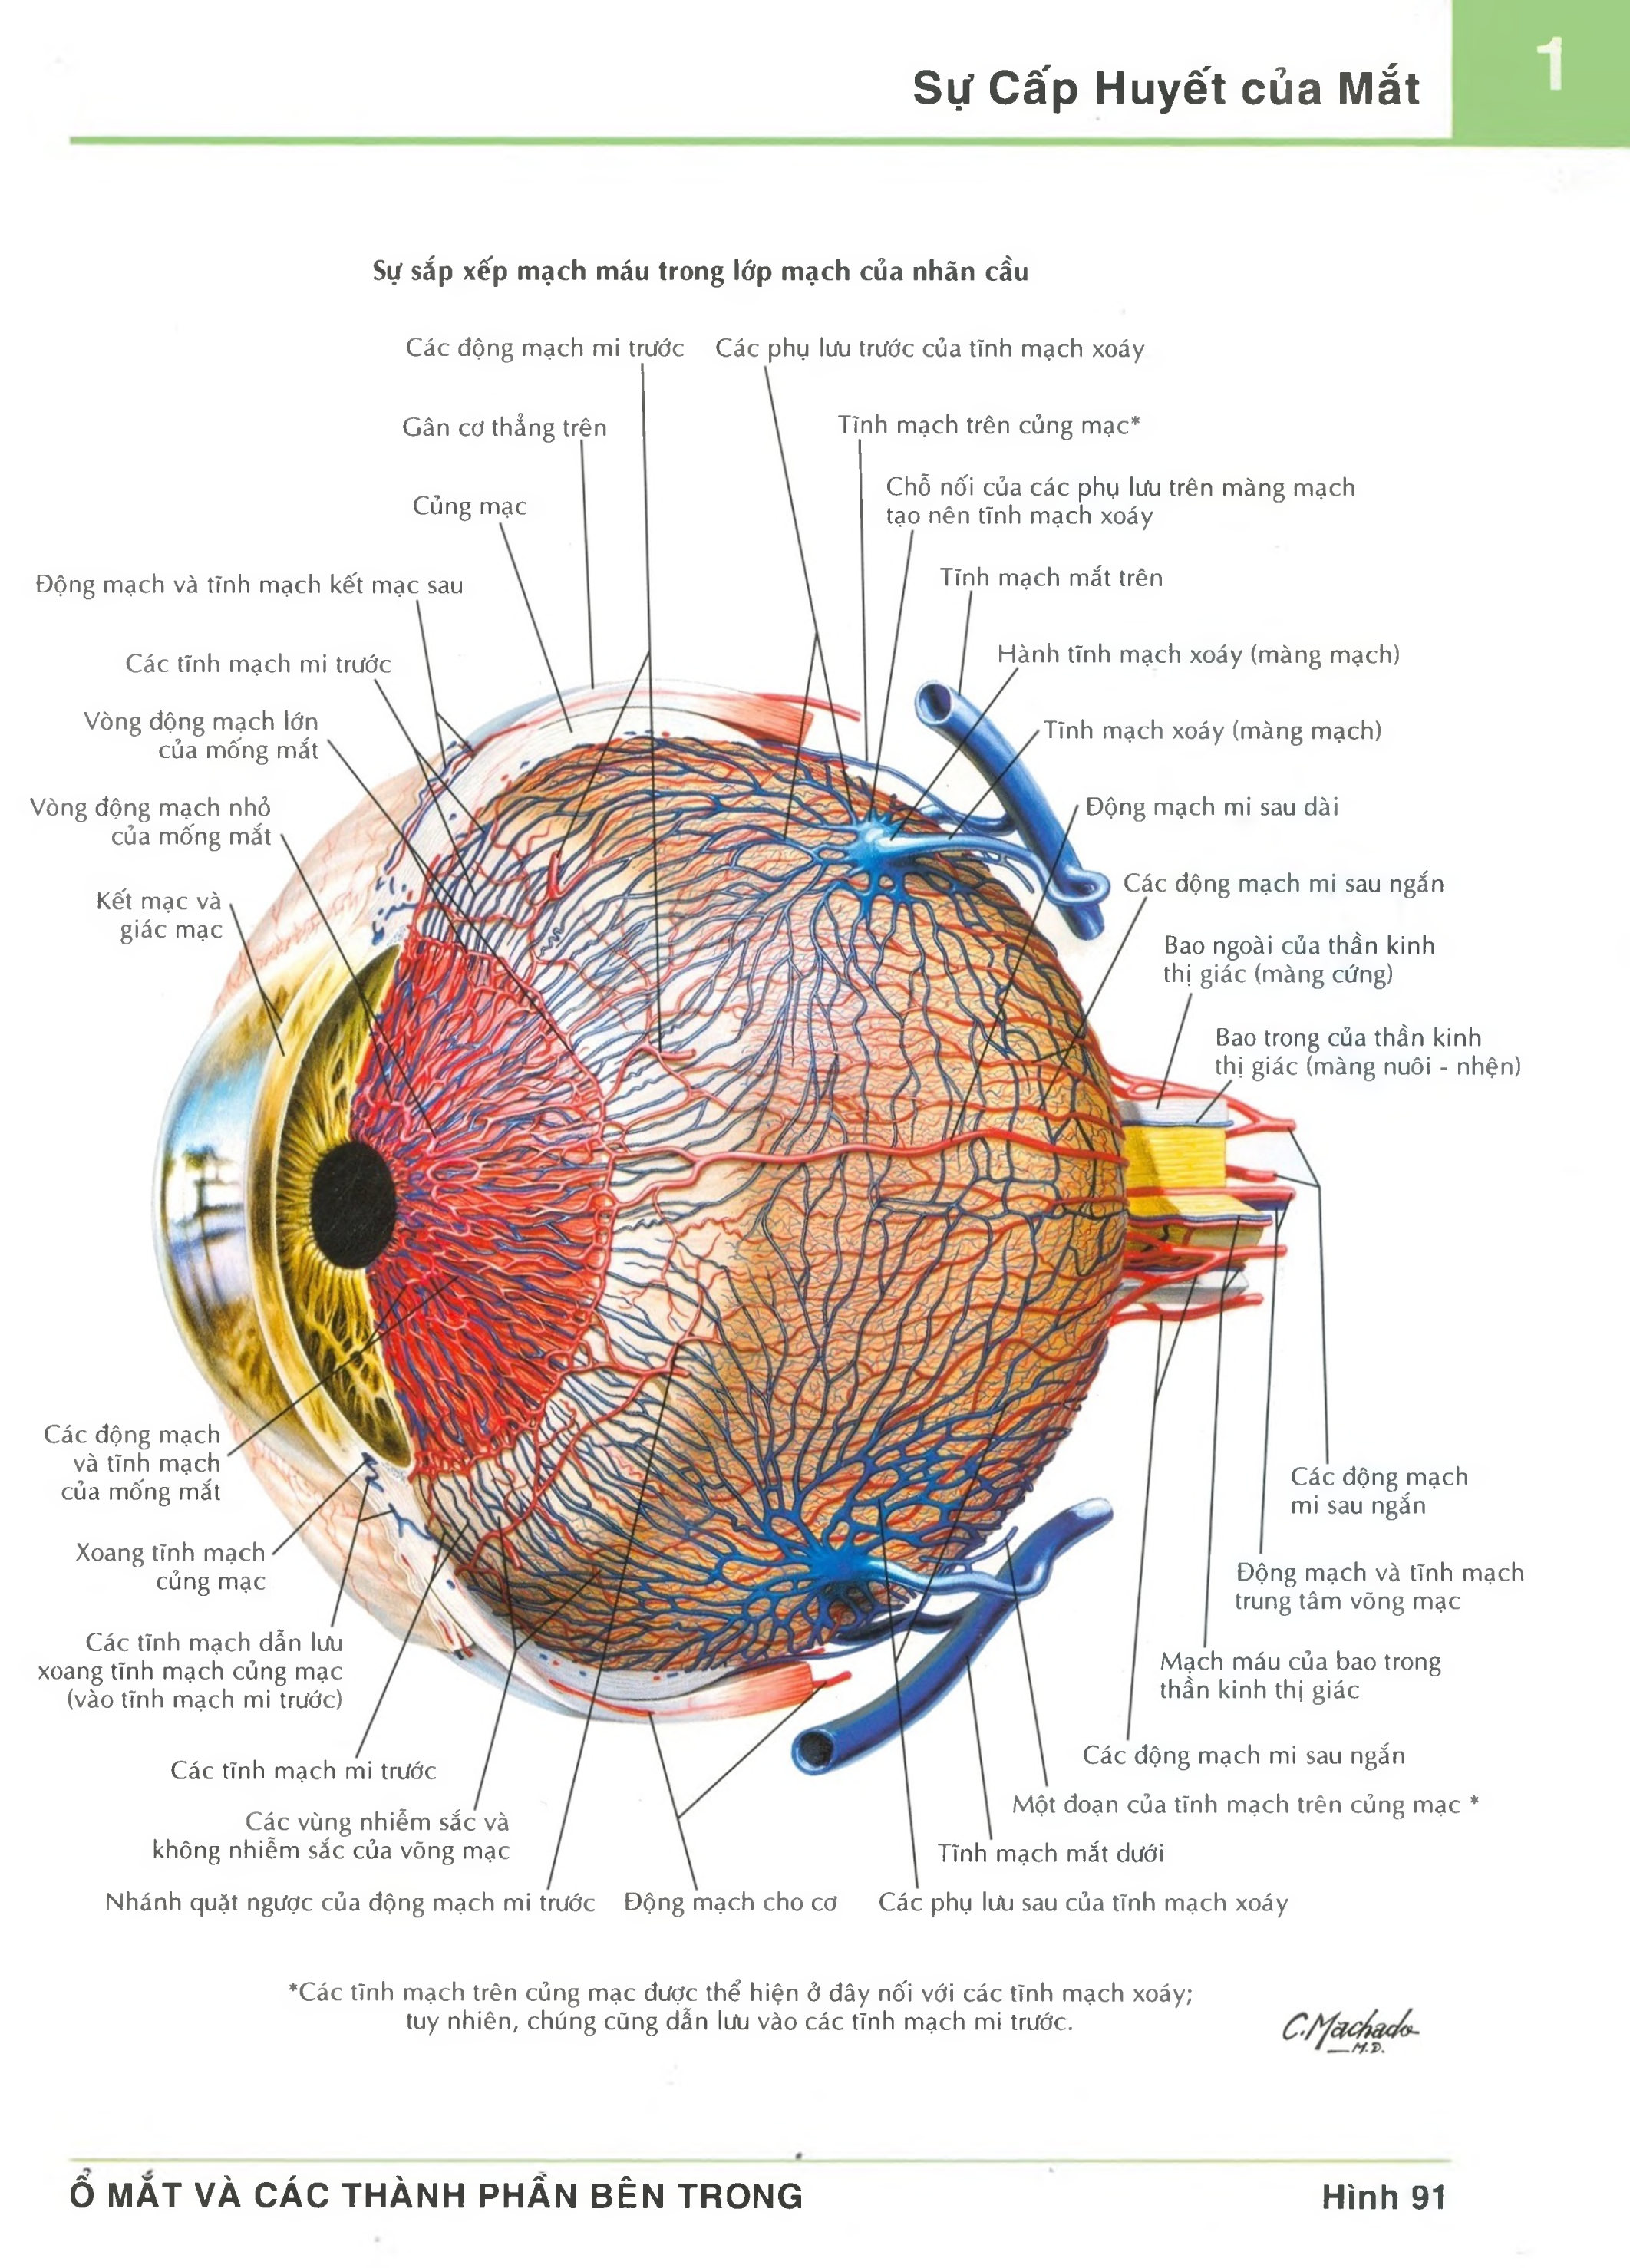 Sự Cấp Huyết của Mắt
1
Sự sắp xếp mạch máu trong lớp mạch của nhãn cầu
Các động mạch mi trước
Các phụ lưu trước của tĩnh mạch xoáy
Gân cơ thẳng trên
Tĩnh mạch trên củng mạc*
Củng mạc
Chỗ nối của các phụ lưu trên màng mạch
tạo nên tĩnh mạch xoáy
Động mạch và tĩnh mạch kết mạc sau
Tĩnh mạch mắt trên
Các tĩnh mạch mi trước
Hành tĩnh mạch xoáy (màng mạch)
Vòng động mạch lớn
của mống mắt
Tĩnh mạch xoáy (màng mạch)
Vòng động mạch nhỏ
của mống mắt
Động mạch mi sau dài
Kết mạc và
giác mạc
Các động mạch mi sau ngắn
Bao ngoài của thần kinh
thị giác (màng cứng)
Bao trong của thần kinh
thị giác (màng nuôi - nhện)
Các động mạch
và tĩnh mạch
của mống mắt
Các động mạch
mi sau ngắn
Xoang tĩnh mạch
củng mạc
Động mạch và tĩnh mạch
trung tâm võng mạc
Các tĩnh mạch dẫn lưu
xoang tĩnh mạch củng mạc
(vào tĩnh mạch mi trước)
Mạch máu của bao trong
thần kinh thị giác
Các tĩnh mạch mi trước
Các động mạch mi sau ngắn
Các vùng nhiễm sắc và
không nhiễm sắc của võng mạc
Một đoạn của tĩnh mạch trên củng mạc *
Tĩnh mạch mắt dưới
Nhánh quặt ngược của động mạch mi trước
Động mạch cho cơ
Các phụ lưu sau của tĩnh mạch xoáy
*Các tĩnh mạch trên củng mạc được thể hiện ở đây nối với các tĩnh mạch xoáy;
tuy nhiên, chúng cũng dẫn lưu vào các tĩnh mạch mi trước.
C.Machado
M.D.
Ổ MẮT VÀ CÁC THÀNH PHẦN BÊN TRONG
Hình 91